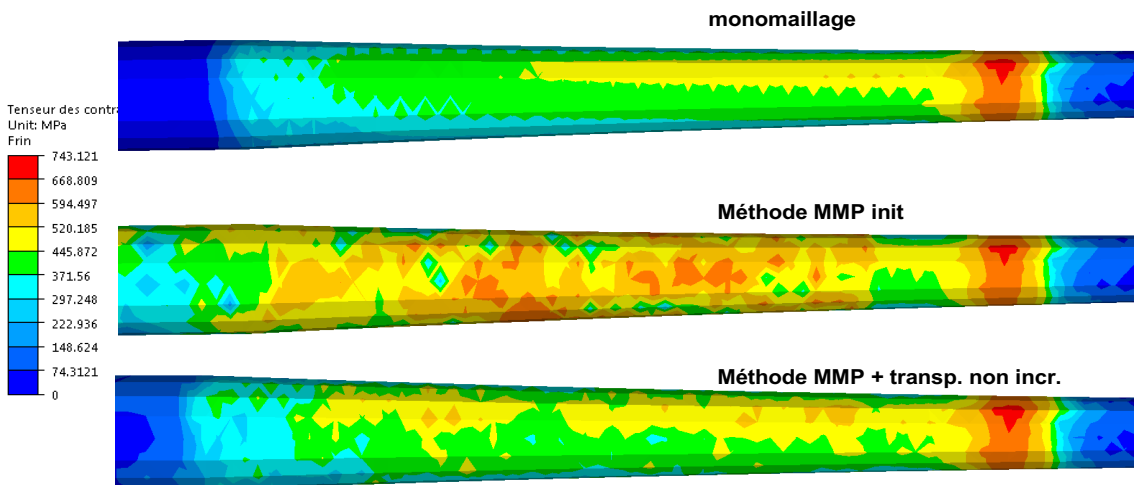 monomaillage
Tenseur des contra
Unit: MPa
Frin
743.121
668.809
594.497
520.185
445.872
371.56
297.248
222.936
148.624
74.3121
0
Méthode MMP init
Méthode MMP + transp. non incr.